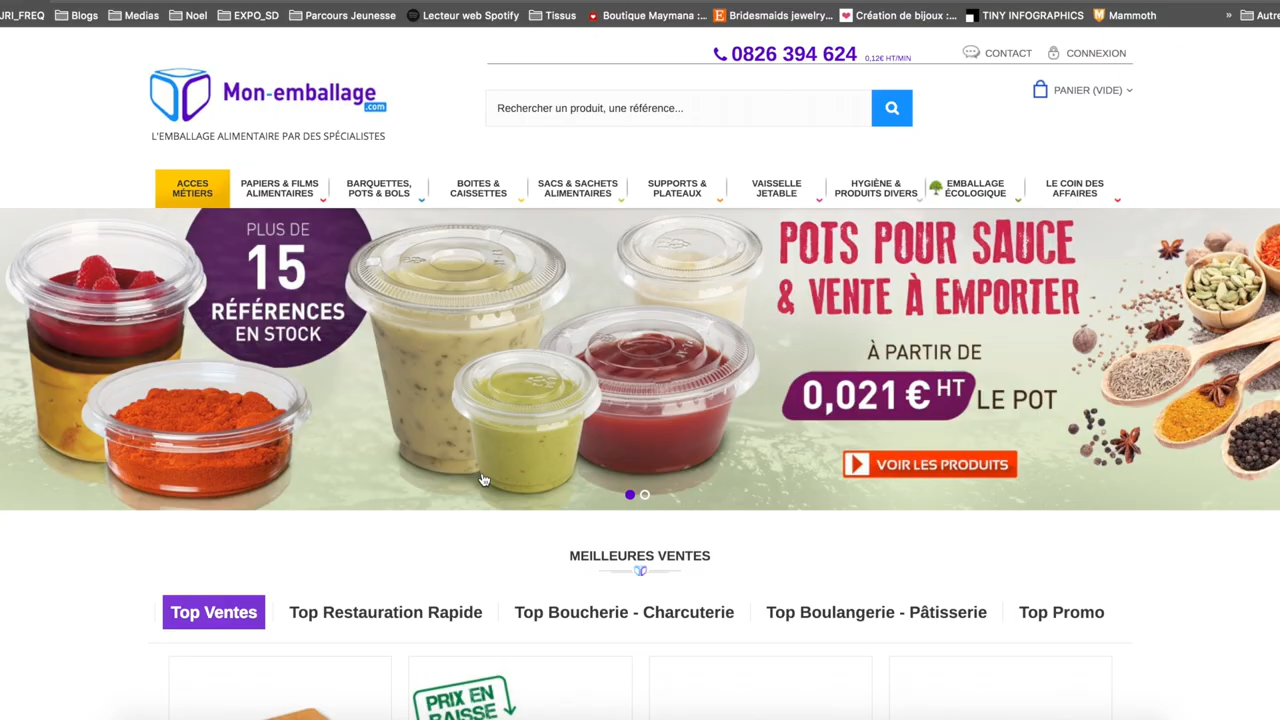 JRI_FREQ Blogs Medias Noel EXPO_SD Parcours Jeunesse Lecteur web Spotify Tissus Boutique Maymana :... Bridesmaids jewelry... Création de bijoux :... TINY INFOGRAPHICS Mammoth » Autre
0826 394 624 0,12€ HT/MIN CONTACT CONNEXION
Mon-emballage
.com
Rechercher un produit, une référence...
PANIER (VIDE)
L'EMBALLAGE ALIMENTAIRE PAR DES SPÉCIALISTES
ACCES
MÉTIERS
PAPIERS & FILMS
ALIMENTAIRES
BARQUETTES,
POTS & BOLS
BOITES &
CAISSETTES
SACS & SACHETS
ALIMENTAIRES
SUPPORTS &
PLATEAUX
VAISSELLE
JETABLE
HYGIÈNE &
PRODUITS DIVERS
EMBALLAGE
ÉCOLOGIQUE
LE COIN DES
AFFAIRES
PLUS DE
15
RÉFÉRENCES
EN STOCK
POTS POUR SAUCE
& VENTE À EMPORTER
À PARTIR DE
0,021 € HT LE POT
VOIR LES PRODUITS
MEILLEURES VENTES
Top Ventes Top Restauration Rapide Top Boucherie - Charcuterie Top Boulangerie - Pâtisserie Top Promo
PRIX EN
BAISSE